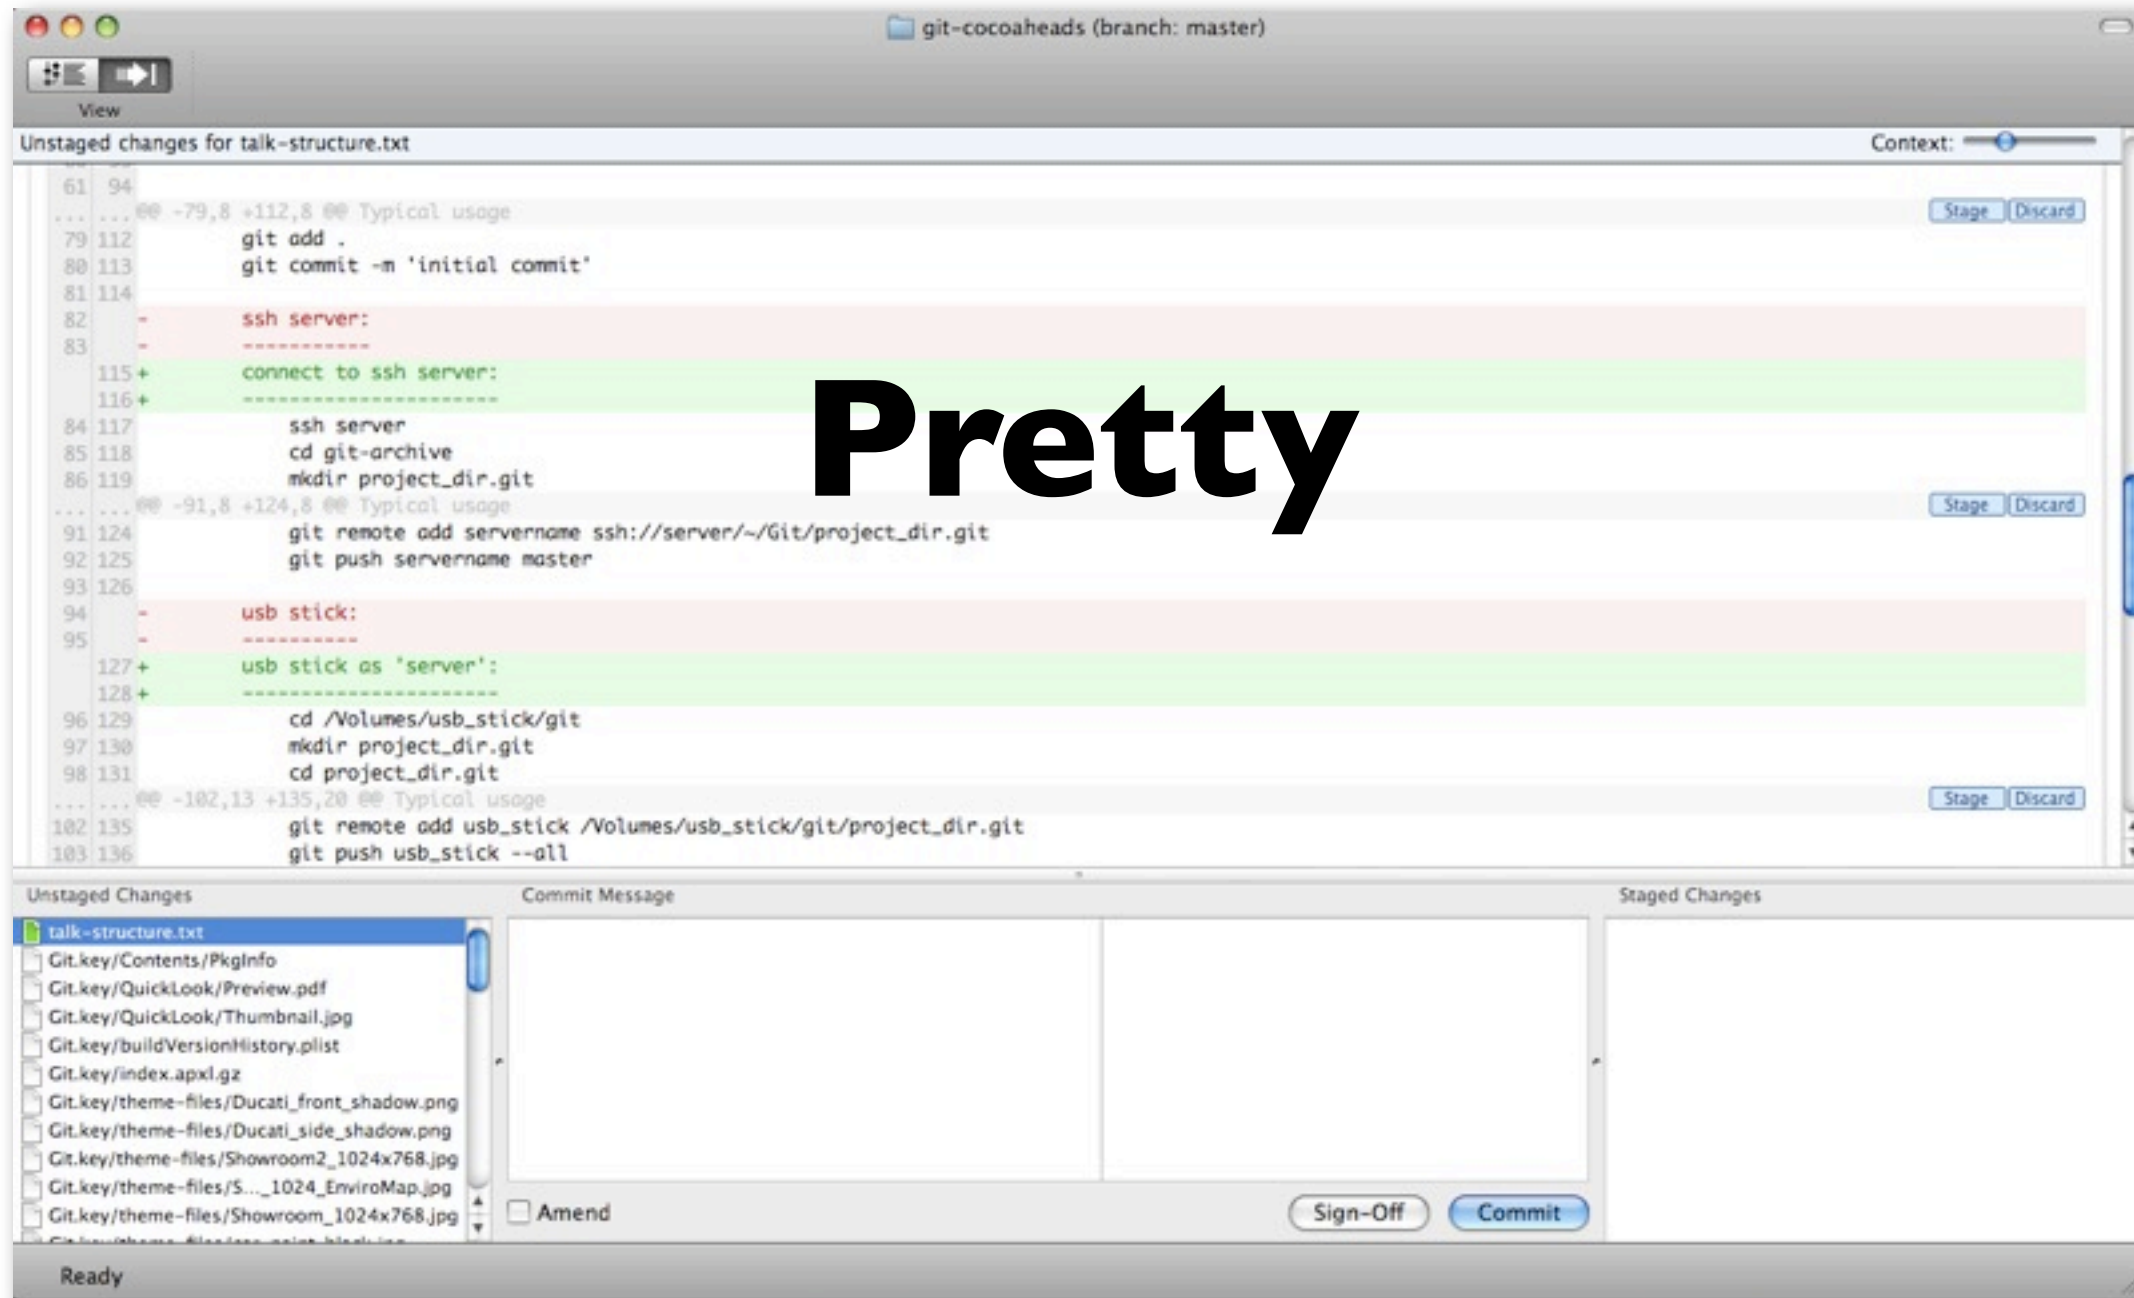 git-cocoaheads (branch: master)
View
Unstaged changes for talk-structure.txt
Context:
61 94
... ... @@ -79,8 +112,8 @@ Typical usage Stage Discard
79 112 git add .
80 113 git commit -m 'initial commit'
81 114
82 - ssh server:
83 - -----------
115 + connect to ssh server:
116 + ----------------------
Pretty
84 117 ssh server
85 118 cd git-archive
86 119 mkdir project_dir.git
... ... @@ -91,8 +124,8 @@ Typical usage Stage Discard
91 124 git remote add servername ssh://server/~/Git/project_dir.git
92 125 git push servername master
93 126
94 - usb stick:
95 - ----------
127 + usb stick as 'server':
128 + ----------------------
96 129 cd /Volumes/usb_stick/git
97 130 mkdir project_dir.git
98 131 cd project_dir.git
... ... @@ -102,13 +135,20 @@ Typical usage Stage Discard
102 135 git remote add usb_stick /Volumes/usb_stick/git/project_dir.git
103 136 git push usb_stick --all
Unstaged Changes
talk-structure.txt
Git.key/Contents/PkgInfo
Git.key/QuickLook/Preview.pdf
Git.key/QuickLook/Thumbnail.jpg
Git.key/buildVersionHistory.plist
Git.key/index.apxl.gz
Git.key/theme-files/Ducati_front_shadow.png
Git.key/theme-files/Ducati_side_shadow.png
Git.key/theme-files/Showroom2_1024x768.jpg
Git.key/theme-files/S..._1024_EnviroMap.jpg
Git.key/theme-files/Showroom_1024x768.jpg
Commit Message
Amend
Sign-Off
Commit
Staged Changes
Ready